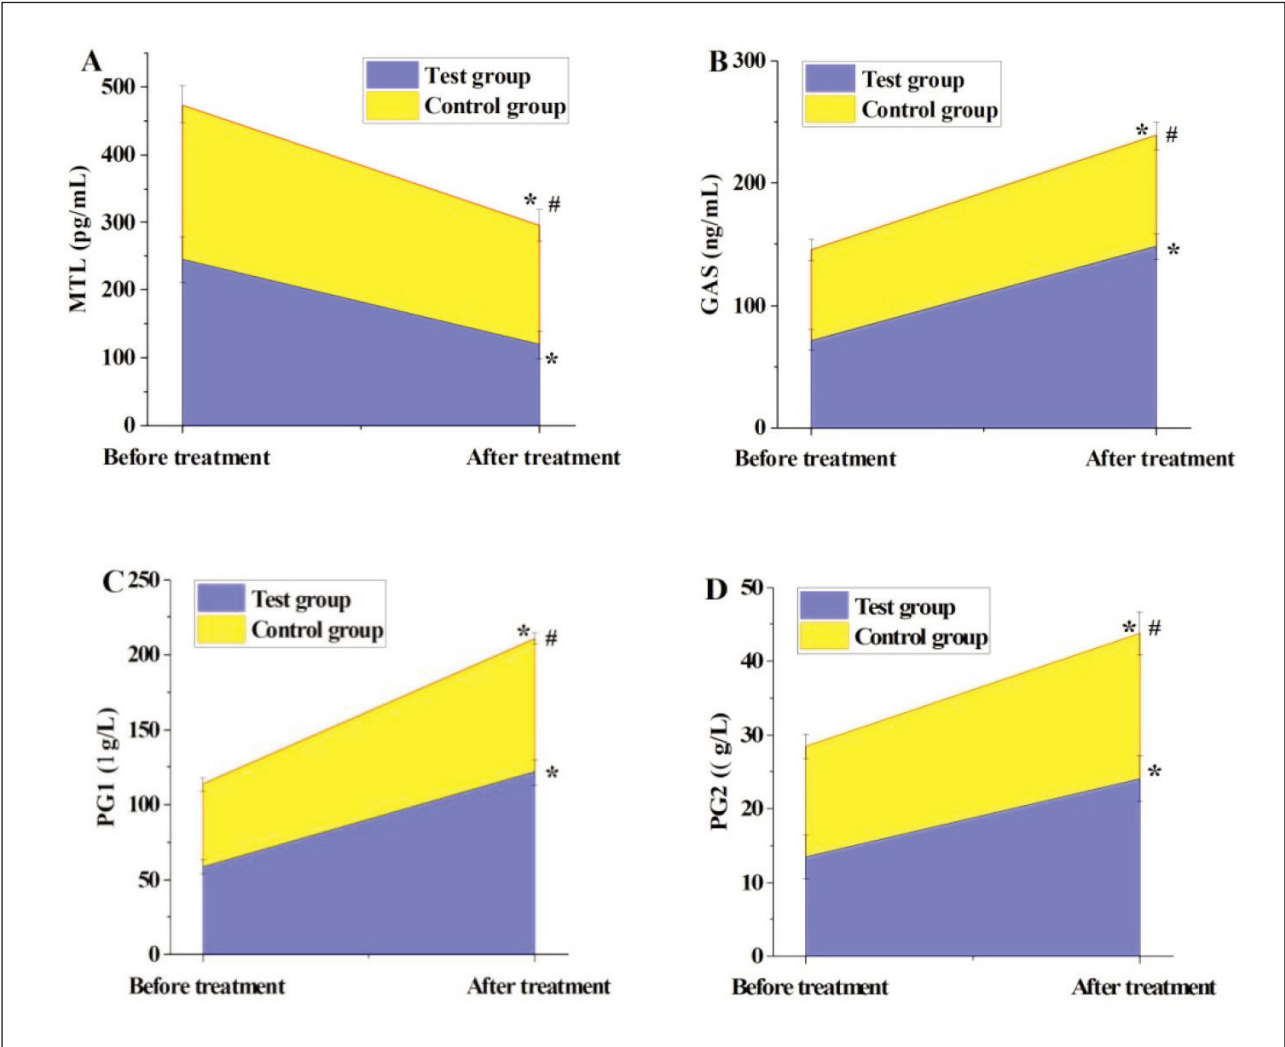 A
Test group
Control group
MTL (pg/mL)
500
400
300
200
100
0
* #
*
Before treatment
After treatment
B
Test group
Control group
GAS (ng/mL)
300
200
100
0
* #
*
Before treatment
After treatment
C
Test group
Control group
PG1 (1g/L)
250
200
150
100
50
0
* #
*
Before treatment
After treatment
D
Test group
Control group
PG2 (( g/L)
50
40
30
20
10
0
* #
*
Before treatment
After treatment